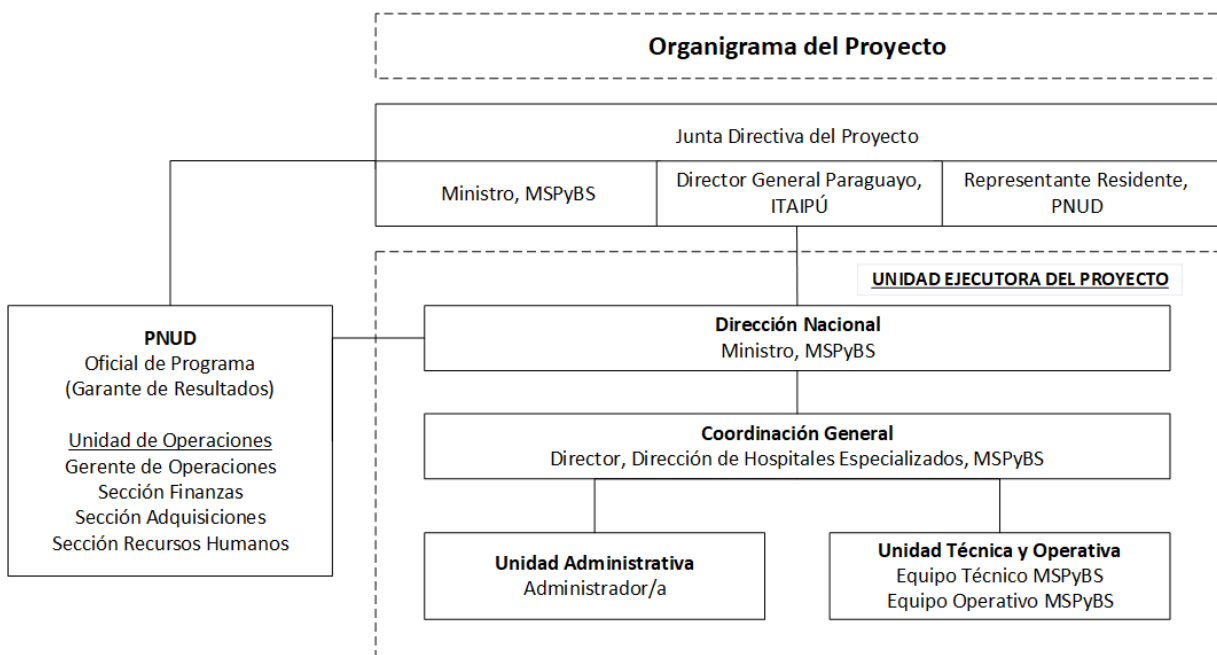 Organigrama del Proyecto
Junta Directiva del Proyecto
Ministro, MSPyBS
Director General Paraguayo,
ITAIPÚ
Representante Residente,
PNUD
UNIDAD EJECUTORA DEL PROYECTO
PNUD
Oficial de Programa
(Garante de Resultados)
Unidad de Operaciones
Gerente de Operaciones
Sección Finanzas
Sección Adquisiciones
Sección Recursos Humanos
Dirección Nacional
Ministro, MSPyBS
Coordinación General
Director, Dirección de Hospitales Especializados, MSPyBS
Unidad Administrativa
Administrador/a
Unidad Técnica y Operativa
Equipo Técnico MSPyBS
Equipo Operativo MSPyBS